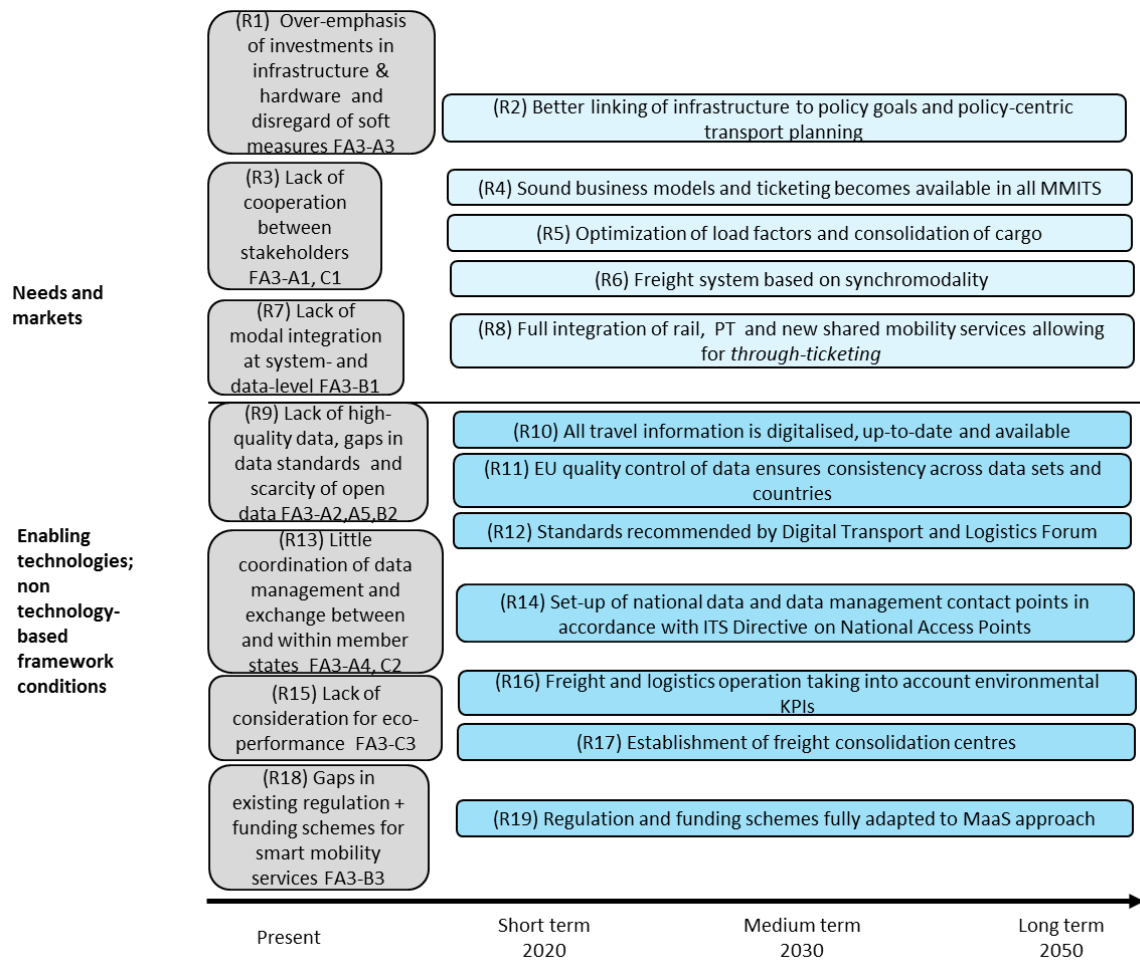 (R1) Over-emphasis
of investments in
infrastructure &
hardware and
disregard of soft
measures FA3-A3
(R2) Better linking of infrastructure to policy goals and policy-centric
transport planning
(R3) Lack of
cooperation
between
stakeholders
FA3-A1, C1
(R4) Sound business models and ticketing becomes available in all MMITS
(R5) Optimization of load factors and consolidation of cargo
(R6) Freight system based on synchromodality
Needs and
markets
(R7) Lack of
modal integration
at system- and
data-level FA3-B1
(R8) Full integration of rail, PT and new shared mobility services allowing
for through-ticketing
(R9) Lack of high-
quality data, gaps in
data standards and
scarcity of open
data FA3-A2,A5,B2
(R10) All travel information is digitalised, up-to-date and available
(R11) EU quality control of data ensures consistency across data sets and
countries
(R12) Standards recommended by Digital Transport and Logistics Forum
Enabling
technologies;
non
technology-
based
framework
conditions
(R13) Little
coordination of data
management and
exchange between
and within member
states FA3-A4, C2
(R14) Set-up of national data and data management contact points in
accordance with ITS Directive on National Access Points
(R15) Lack of
consideration for eco-
performance FA3-C3
(R16) Freight and logistics operation taking into account environmental
KPIs
(R17) Establishment of freight consolidation centres
(R18) Gaps in
existing regulation +
funding schemes for
smart mobility
services FA3-B3
(R19) Regulation and funding schemes fully adapted to MaaS approach
Present
Short term
2020
Medium term
2030
Long term
2050